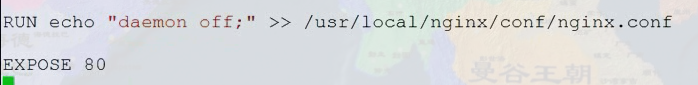 RUN echo "daemon off;" >> /usr/local/nginx/conf/nginx.conf
EXPOSE 80
曼谷王朝